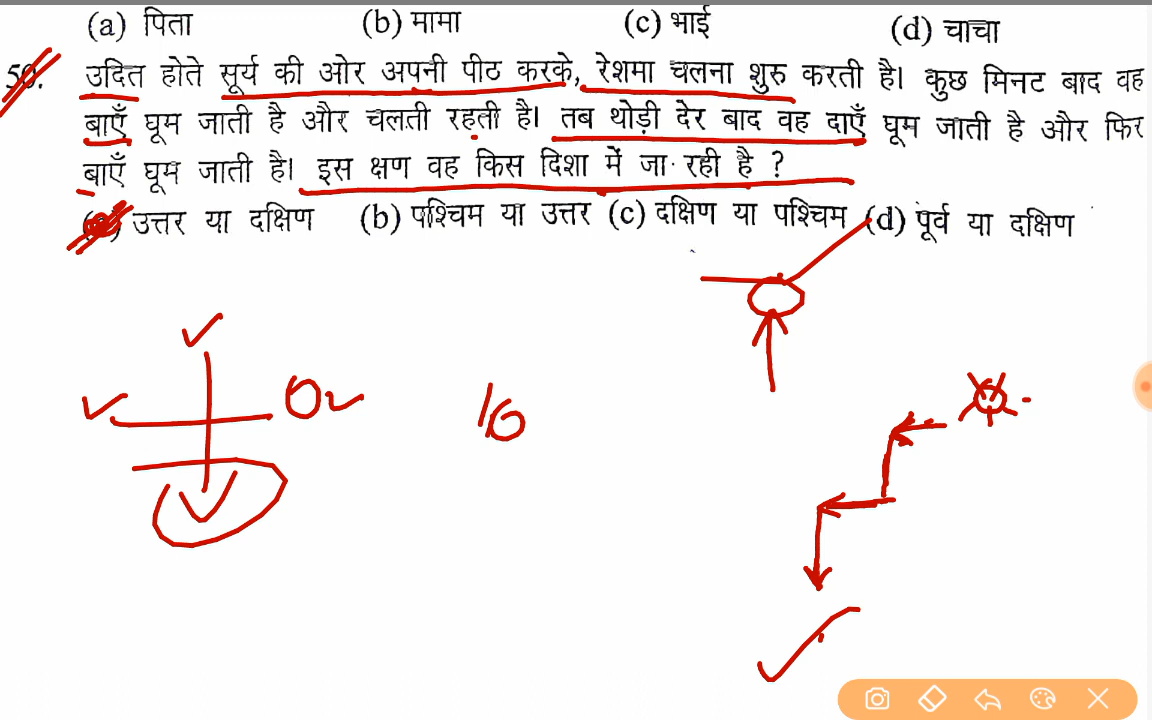 (a) पिता (b) मामा (c) भाई (d) चाचा
50. उदित होते सूर्य की ओर अपनी पीठ करके, रेशमा चलना शुरु करती है। कुछ मिनट बाद वह
बाएँ घूम जाती है और चलती रहती है। तब थोड़ी देर बाद वह दाएँ घूम जाती है और फिर
बाएँ घूम जाती है। इस क्षण वह किस दिशा में जा रही है ?
(a) उत्तर या दक्षिण (b) पश्चिम या उत्तर (c) दक्षिण या पश्चिम (d) पूर्व या दक्षिण